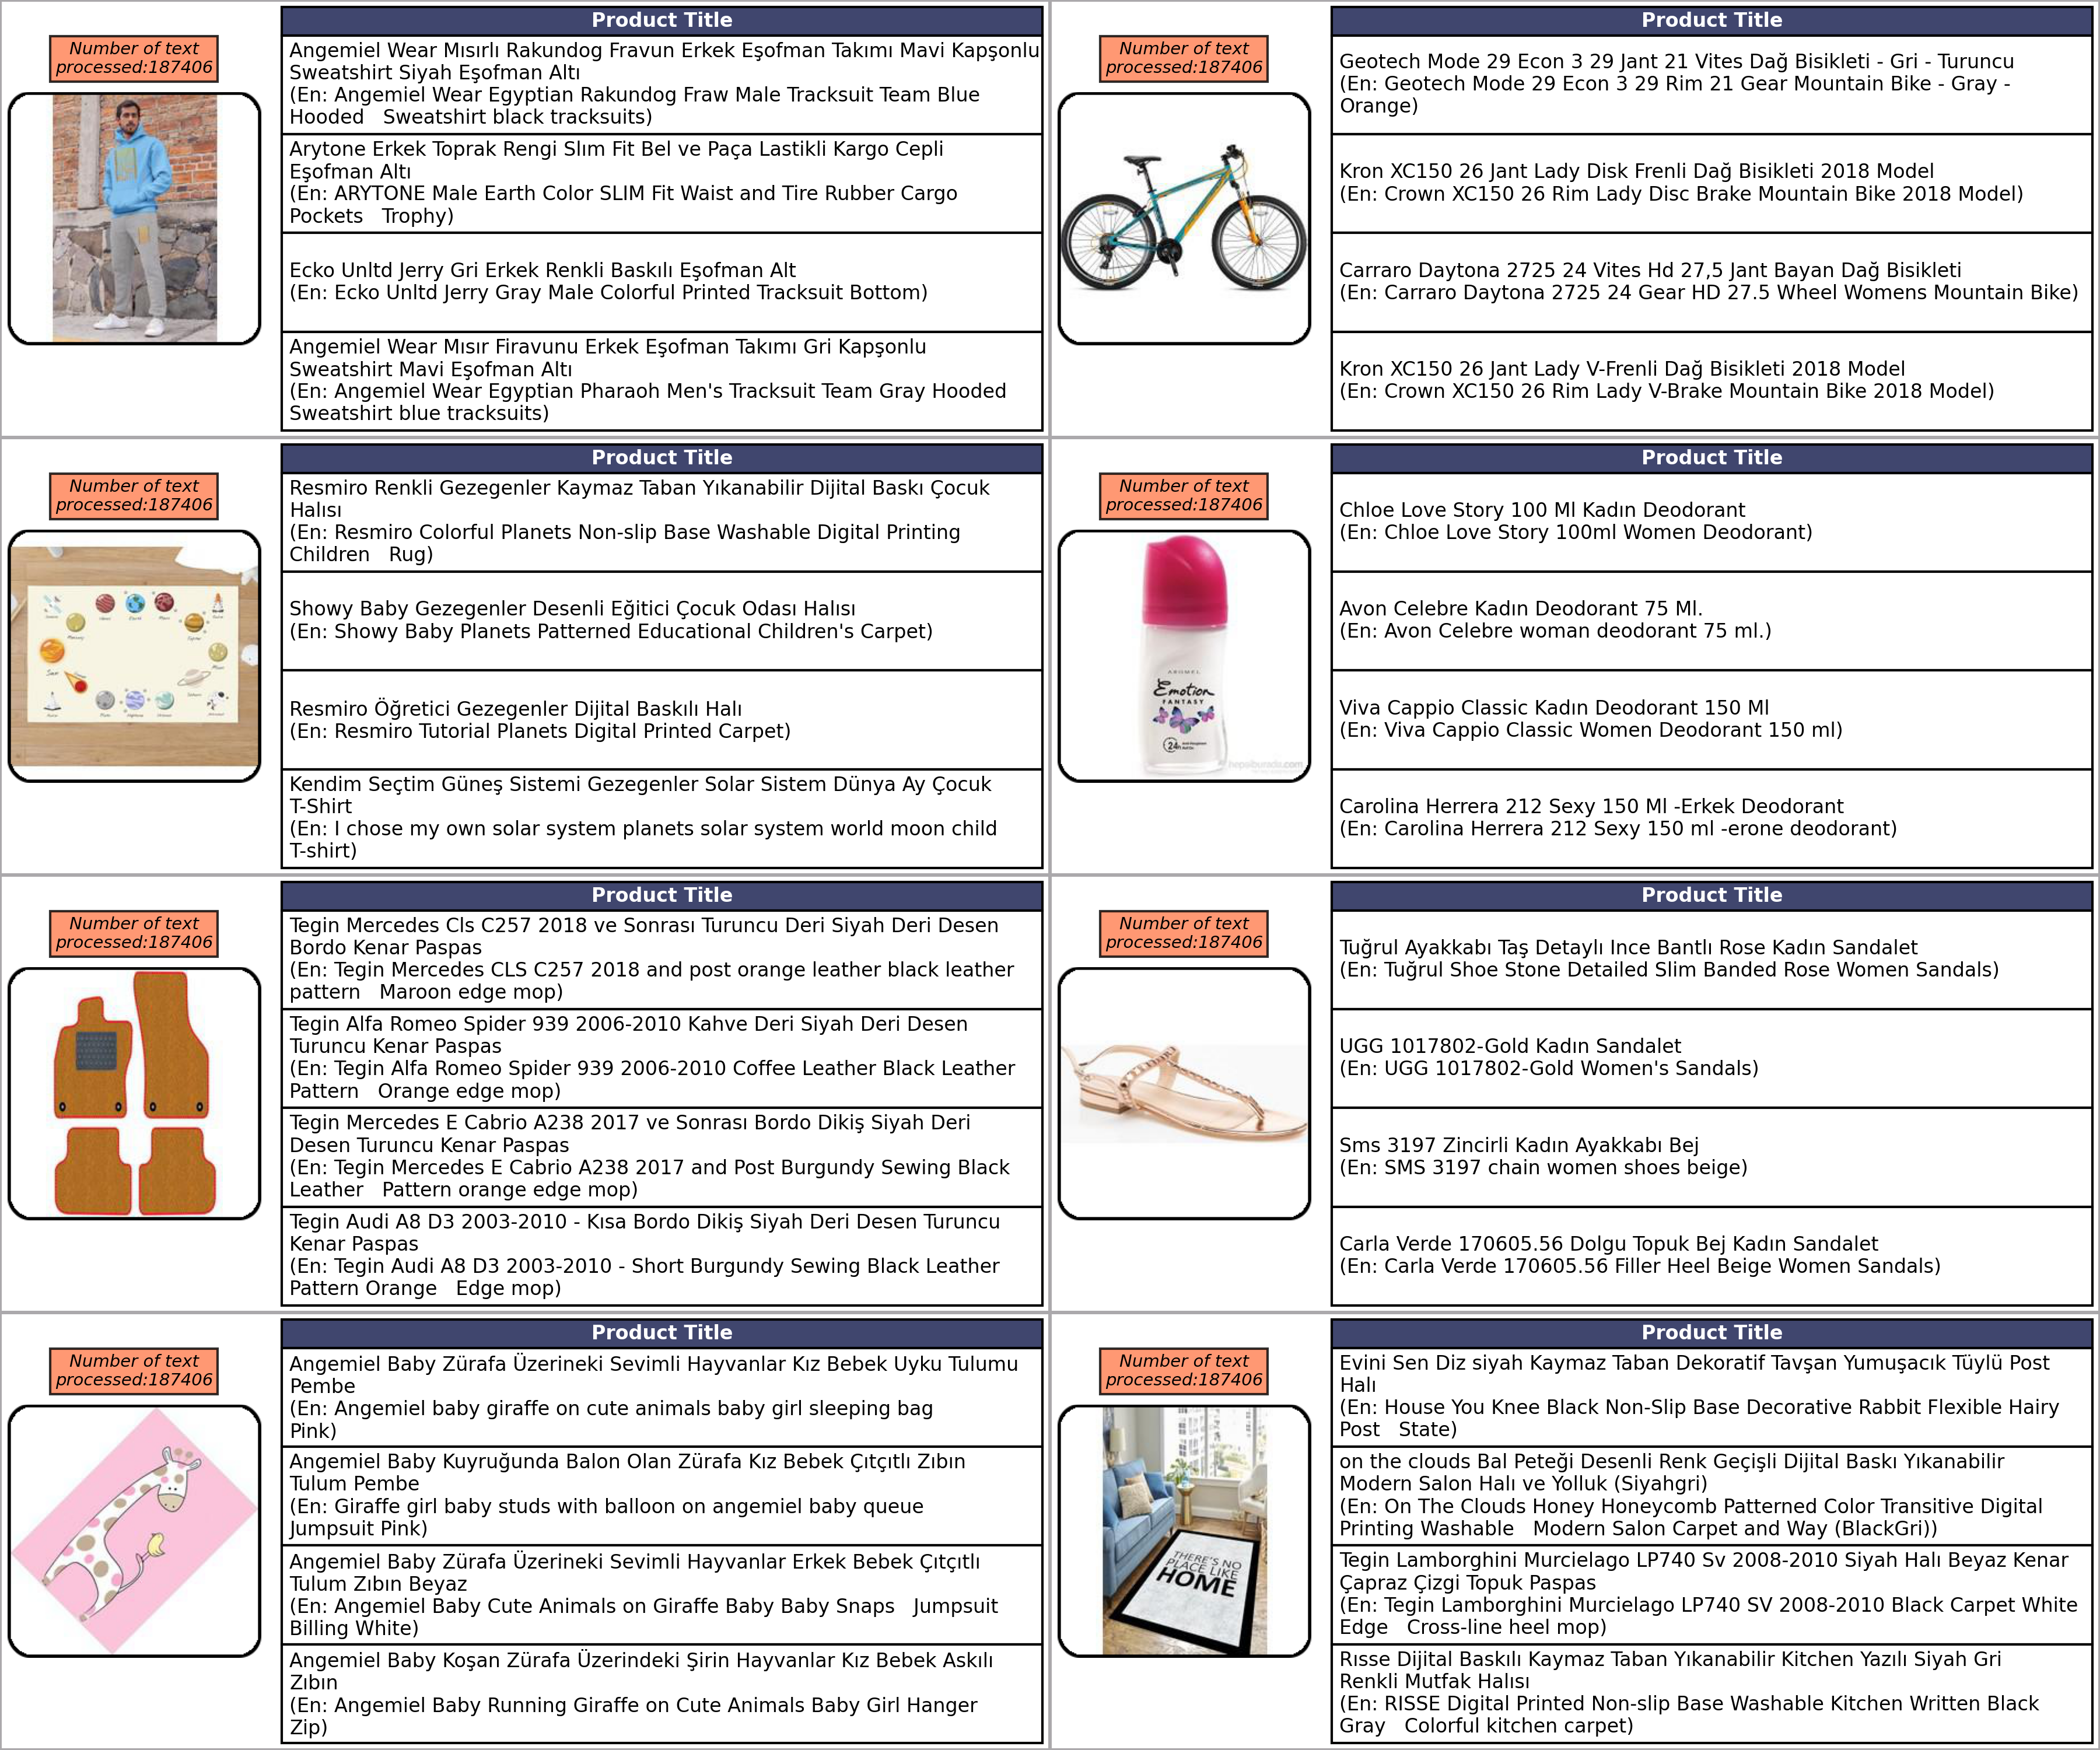 Product Title
Number of text
processed:187406
Angemiel Wear Mısırlı Rakundog Fravun Erkek Eşofman Takımı Mavi Kapşonlu
Sweatshirt Siyah Eşofman Altı
(En: Angemiel Wear Egyptian Rakundog Fraw Male Tracksuit Team Blue
Hooded   Sweatshirt black tracksuits)
Arytone Erkek Toprak Rengi Slım Fit Bel ve Paça Lastikli Kargo Cepli
Eşofman Altı
(En: ARYTONE Male Earth Color SLIM Fit Waist and Tire Rubber Cargo
Pockets   Trophy)
Ecko Unltd Jerry Gri Erkek Renkli Baskılı Eşofman Alt
(En: Ecko Unltd Jerry Gray Male Colorful Printed Tracksuit Bottom)
Angemiel Wear Mısır Firavunu Erkek Eşofman Takımı Gri Kapşonlu
Sweatshirt Mavi Eşofman Altı
(En: Angemiel Wear Egyptian Pharaoh Men's Tracksuit Team Gray Hooded
Sweatshirt blue tracksuits)
Product Title
Number of text
processed:187406
Geotech Mode 29 Econ 3 29 Jant 21 Vites Dağ Bisikleti - Gri - Turuncu
(En: Geotech Mode 29 Econ 3 29 Rim 21 Gear Mountain Bike - Gray -
Orange)
Kron XC150 26 Jant Lady Disk Frenli Dağ Bisikleti 2018 Model
(En: Crown XC150 26 Rim Lady Disc Brake Mountain Bike 2018 Model)
Carraro Daytona 2725 24 Vites Hd 27,5 Jant Bayan Dağ Bisikleti
(En: Carraro Daytona 2725 24 Gear HD 27.5 Wheel Womens Mountain Bike)
Kron XC150 26 Jant Lady V-Frenli Dağ Bisikleti 2018 Model
(En: Crown XC150 26 Rim Lady V-Brake Mountain Bike 2018 Model)
Product Title
Number of text
processed:187406
Resmiro Renkli Gezegenler Kaymaz Taban Yıkanabilir Dijital Baskı Çocuk
Halısı
(En: Resmiro Colorful Planets Non-slip Base Washable Digital Printing
Children   Rug)
Showy Baby Gezegenler Desenli Eğitici Çocuk Odası Halısı
(En: Showy Baby Planets Patterned Educational Children's Carpet)
Resmiro Öğretici Gezegenler Dijital Baskılı Halı
(En: Resmiro Tutorial Planets Digital Printed Carpet)
Kendim Seçtim Güneş Sistemi Gezegenler Solar Sistem Dünya Ay Çocuk
T-Shirt
(En: I chose my own solar system planets solar system world moon child
T-shirt)
Product Title
Number of text
processed:187406
AROMEL
Emotion
FANTASY
24h
hepsiburada.com
Chloe Love Story 100 Ml Kadın Deodorant
(En: Chloe Love Story 100ml Women Deodorant)
Avon Celebre Kadın Deodorant 75 Ml.
(En: Avon Celebre woman deodorant 75 ml.)
Viva Cappio Classic Kadın Deodorant 150 Ml
(En: Viva Cappio Classic Women Deodorant 150 ml)
Carolina Herrera 212 Sexy 150 Ml -Erkek Deodorant
(En: Carolina Herrera 212 Sexy 150 ml -erone deodorant)
Product Title
Number of text
processed:187406
Tegin Mercedes Cls C257 2018 ve Sonrası Turuncu Deri Siyah Deri Desen
Bordo Kenar Paspas
(En: Tegin Mercedes CLS C257 2018 and post orange leather black leather
pattern   Maroon edge mop)
Tegin Alfa Romeo Spider 939 2006-2010 Kahve Deri Siyah Deri Desen
Turuncu Kenar Paspas
(En: Tegin Alfa Romeo Spider 939 2006-2010 Coffee Leather Black Leather
Pattern   Orange edge mop)
Tegin Mercedes E Cabrio A238 2017 ve Sonrası Bordo Dikiş Siyah Deri
Desen Turuncu Kenar Paspas
(En: Tegin Mercedes E Cabrio A238 2017 and Post Burgundy Sewing Black
Leather   Pattern orange edge mop)
Tegin Audi A8 D3 2003-2010 - Kısa Bordo Dikiş Siyah Deri Desen Turuncu
Kenar Paspas
(En: Tegin Audi A8 D3 2003-2010 - Short Burgundy Sewing Black Leather
Pattern Orange   Edge mop)
Product Title
Number of text
processed:187406
Tuğrul Ayakkabı Taş Detaylı Ince Bantlı Rose Kadın Sandalet
(En: Tuğrul Shoe Stone Detailed Slim Banded Rose Women Sandals)
UGG 1017802-Gold Kadın Sandalet
(En: UGG 1017802-Gold Women's Sandals)
Sms 3197 Zincirli Kadın Ayakkabı Bej
(En: SMS 3197 chain women shoes beige)
Carla Verde 170605.56 Dolgu Topuk Bej Kadın Sandalet
(En: Carla Verde 170605.56 Filler Heel Beige Women Sandals)
Product Title
Number of text
processed:187406
Angemiel Baby Zürafa Üzerineki Sevimli Hayvanlar Kız Bebek Uyku Tulumu
Pembe
(En: Angemiel baby giraffe on cute animals baby girl sleeping bag
Pink)
Angemiel Baby Kuyruğunda Balon Olan Zürafa Kız Bebek Çıtçıtlı Zıbın
Tulum Pembe
(En: Giraffe girl baby studs with balloon on angemiel baby queue
Jumpsuit Pink)
Angemiel Baby Zürafa Üzerineki Sevimli Hayvanlar Erkek Bebek Çıtçıtlı
Tulum Zıbın Beyaz
(En: Angemiel Baby Cute Animals on Giraffe Baby Baby Snaps   Jumpsuit
Billing White)
Angemiel Baby Koşan Zürafa Üzerindeki Şirin Hayvanlar Kız Bebek Askılı
Zıbın
(En: Angemiel Baby Running Giraffe on Cute Animals Baby Girl Hanger
Zip)
Product Title
Number of text
processed:187406
THERE'S NO
PLACE LIKE
HOME
Evini Sen Diz siyah Kaymaz Taban Dekoratif Tavşan Yumuşacık Tüylü Post
Halı
(En: House You Knee Black Non-Slip Base Decorative Rabbit Flexible Hairy
Post   State)
on the clouds Bal Peteği Desenli Renk Geçişli Dijital Baskı Yıkanabilir
Modern Salon Halı ve Yolluk (Siyahgri)
(En: On The Clouds Honey Honeycomb Patterned Color Transitive Digital
Printing Washable   Modern Salon Carpet and Way (BlackGri))
Tegin Lamborghini Murcielago LP740 Sv 2008-2010 Siyah Halı Beyaz Kenar
Çapraz Çizgi Topuk Paspas
(En: Tegin Lamborghini Murcielago LP740 SV 2008-2010 Black Carpet White
Edge   Cross-line heel mop)
Rısse Dijital Baskılı Kaymaz Taban Yıkanabilir Kitchen Yazılı Siyah Gri
Renkli Mutfak Halısı
(En: RISSE Digital Printed Non-slip Base Washable Kitchen Written Black
Gray   Colorful kitchen carpet)